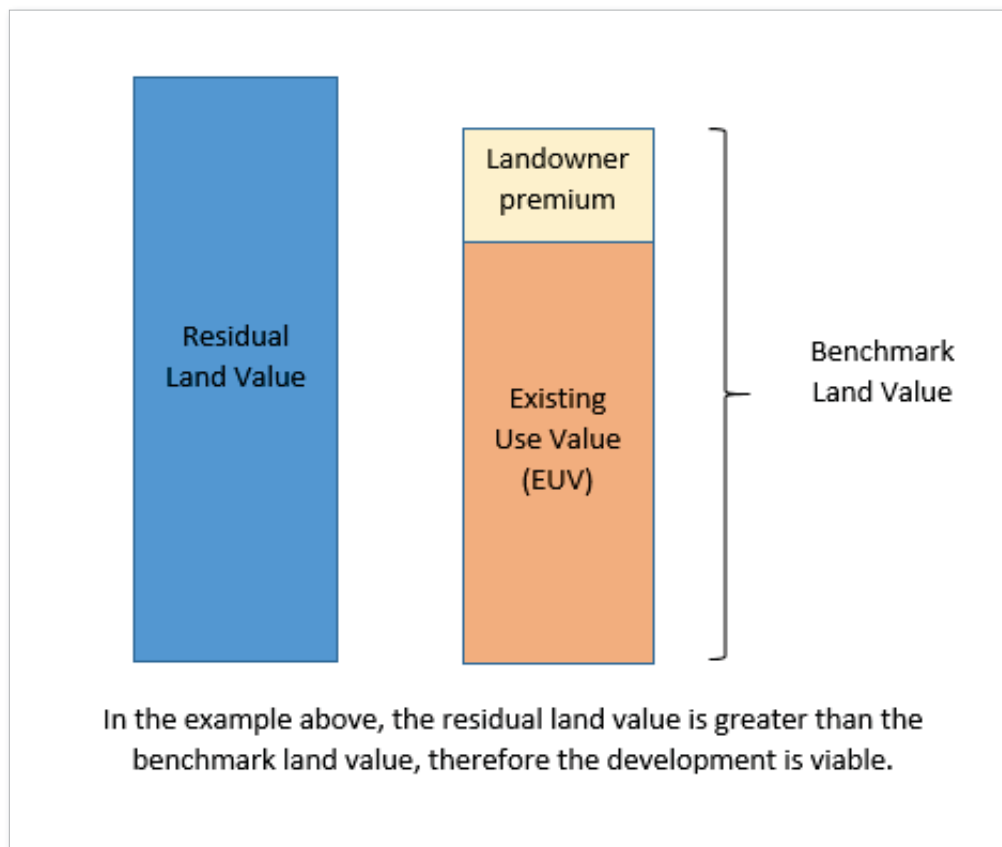 Residual
Land Value
Landowner
premium
Existing
Use Value
(EUV)
Benchmark
Land Value
In the example above, the residual land value is greater than the
benchmark land value, therefore the development is viable.